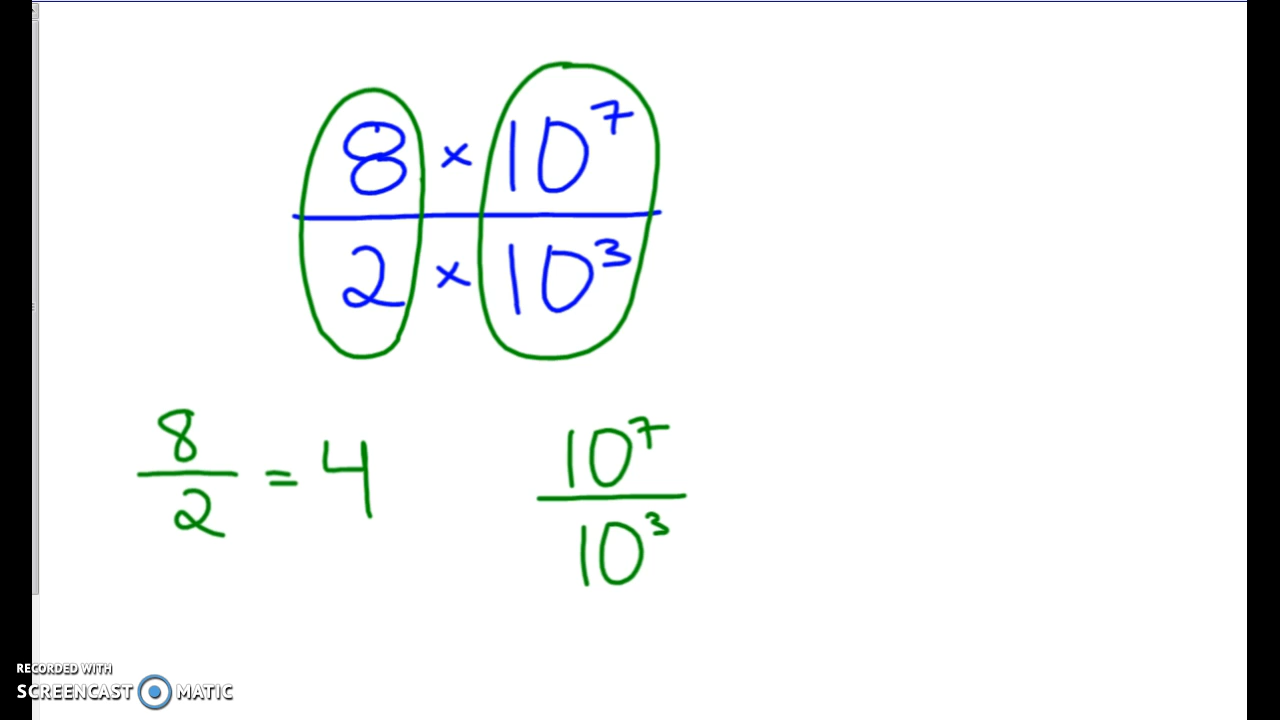 8 × 10⁷
2 × 10³
8/2 = 4
10⁷/10³
RECORDED WITH
SCREENCAST MATIC